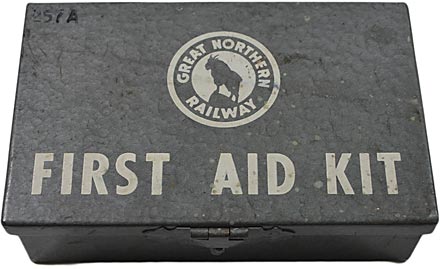 257A
GREAT NORTHERN
RAILWAY
FIRST AID KIT